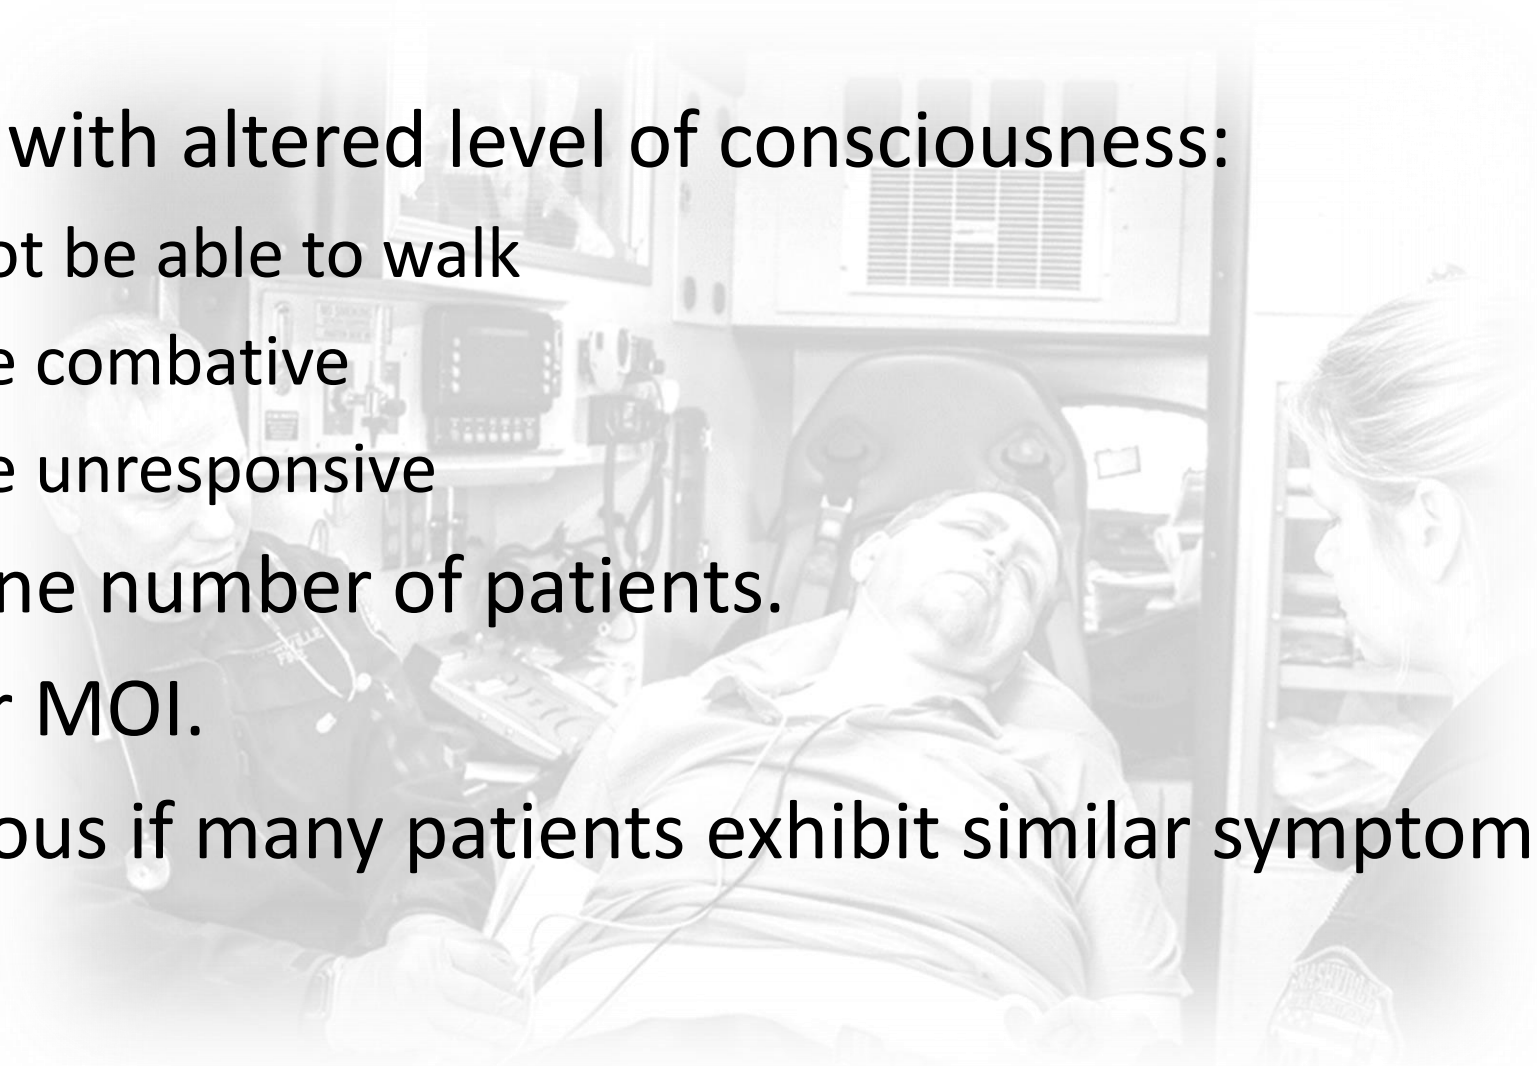 with altered level of consciousness:
ot be able to walk
e combative
e unresponsive
ne number of patients.
r MOI.
ous if many patients exhibit similar symptom